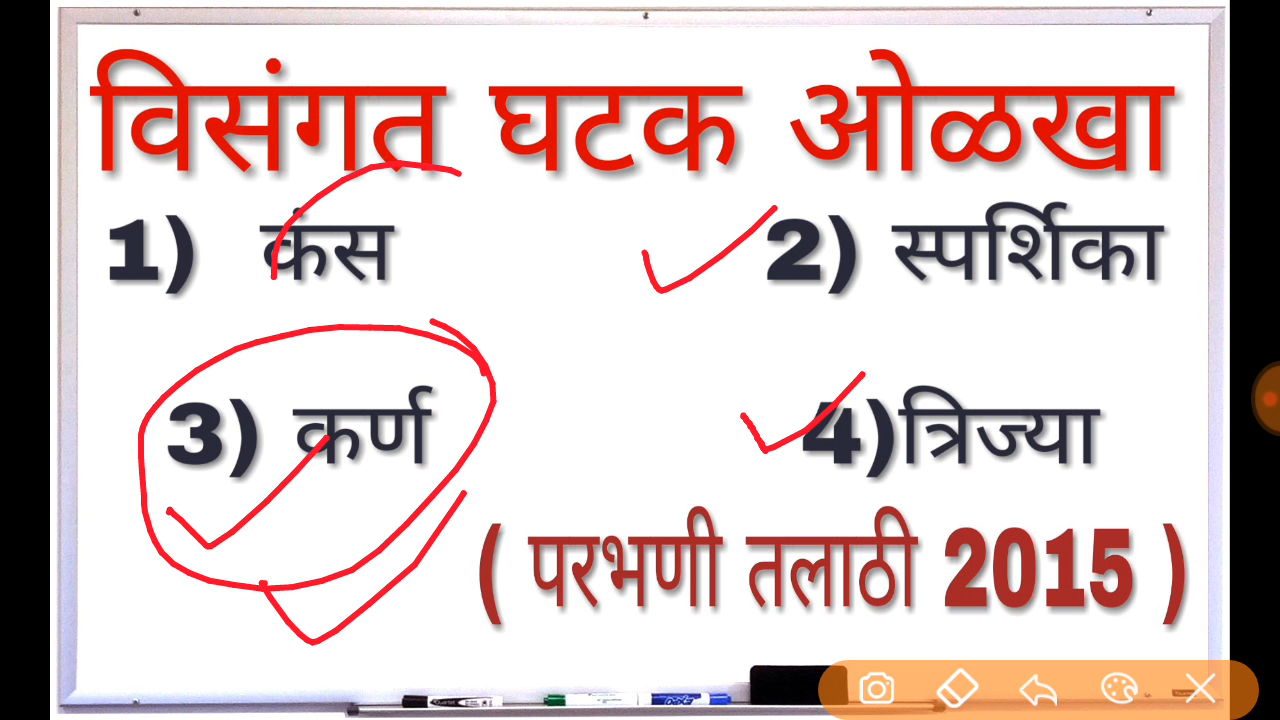 विसंगत घटक ओळखा
1) कंस 2) स्पर्शिका
3) कर्ण 4)त्रिज्या
( परभणी तलाठी 2015 )